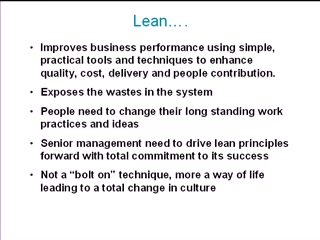 Lean….
• Improves business performance using simple,
practical tools and techniques to enhance
quality, cost, delivery and people contribution.
• Exposes the wastes in the system
• People need to change their long standing work
practices and ideas
• Senior management need to drive lean principles
forward with total commitment to its success
• Not a “bolt on” technique, more a way of life
leading to a total change in culture